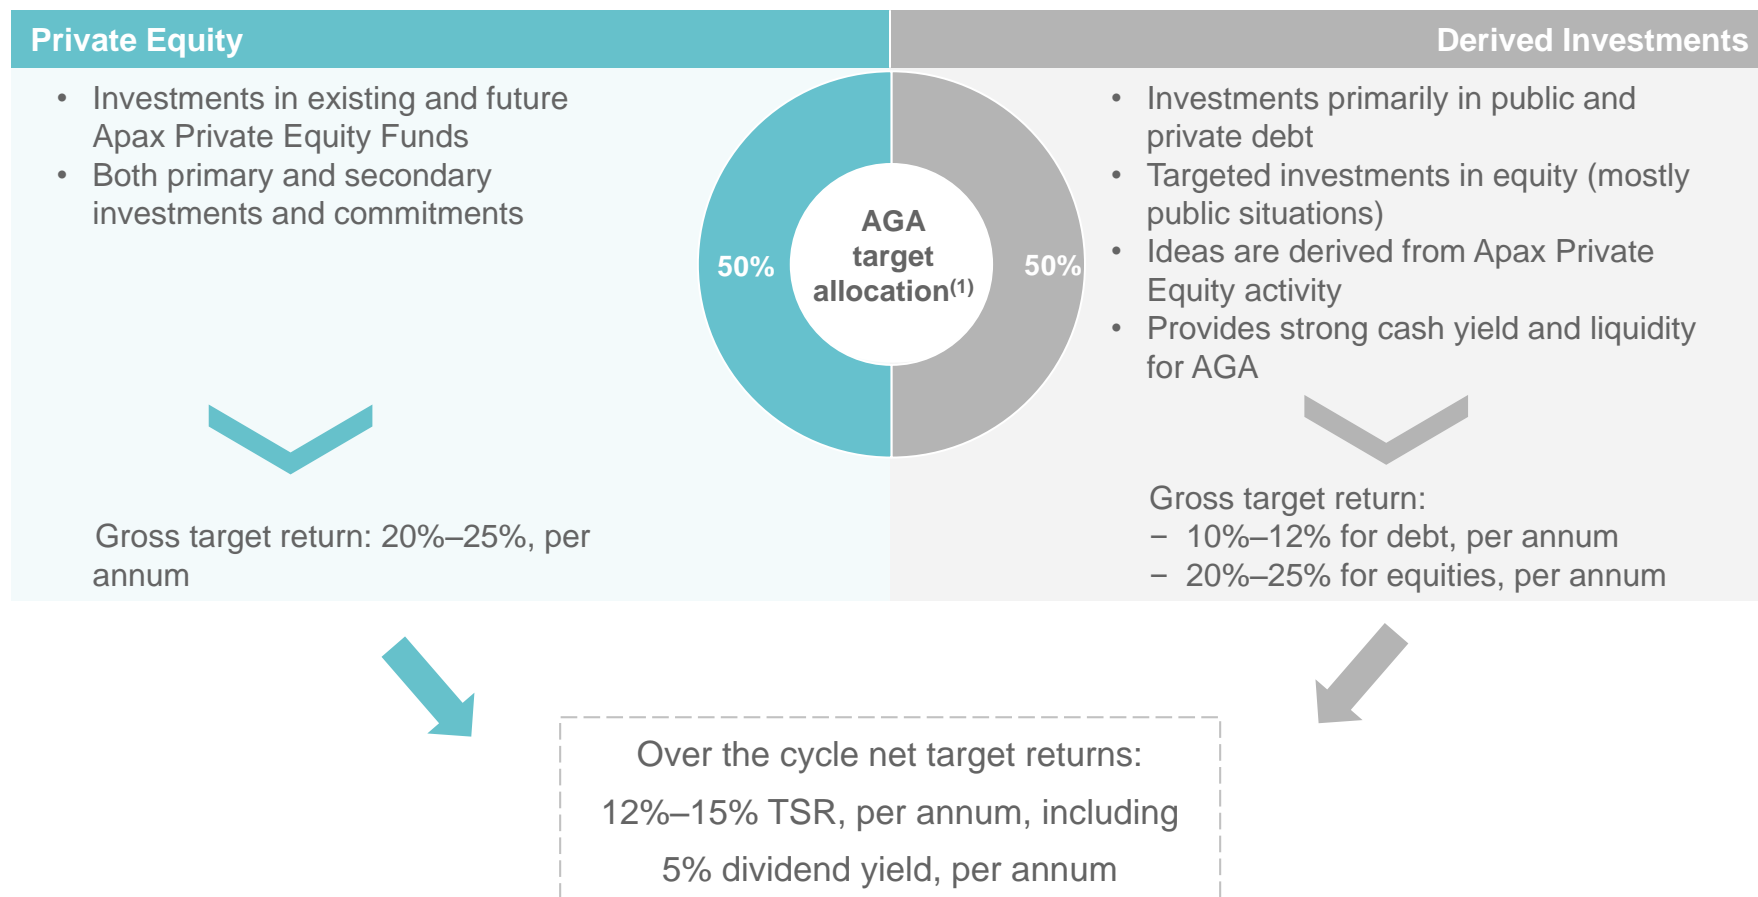 Private Equity
• Investments in existing and future
Apax Private Equity Funds
• Both primary and secondary
investments and commitments
Gross target return: 20%–25%, per
annum
50%
AGA
target
allocation(1)
50%
Derived Investments
• Investments primarily in public and
private debt
• Targeted investments in equity (mostly
public situations)
• Ideas are derived from Apax Private
Equity activity
• Provides strong cash yield and liquidity
for AGA
Gross target return:
− 10%–12% for debt, per annum
− 20%–25% for equities, per annum
Over the cycle net target returns:
12%–15% TSR, per annum, including
5% dividend yield, per annum